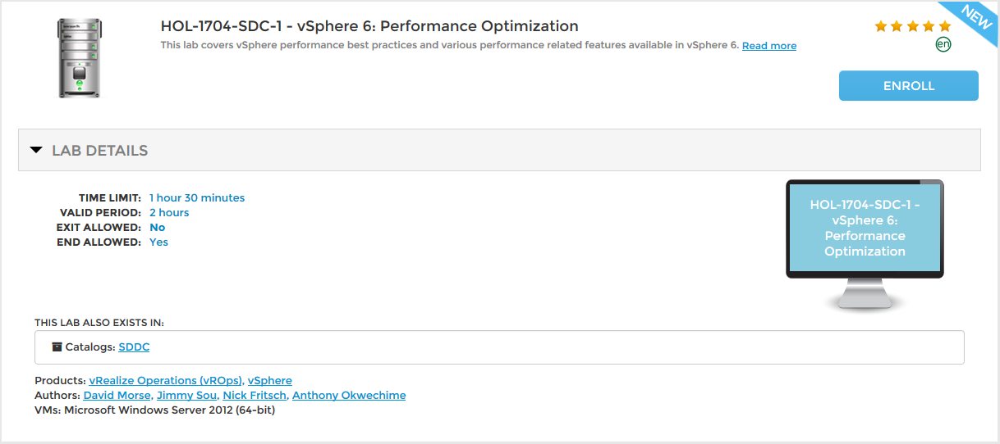 HOL-1704-SDC-1 - vSphere 6: Performance Optimization
This lab covers vSphere performance best practices and various performance related features available in vSphere 6. Read more
NEW
en
ENROLL
LAB DETAILS
TIME LIMIT: 1 hour 30 minutes
VALID PERIOD: 2 hours
EXIT ALLOWED: No
END ALLOWED: Yes
HOL-1704-SDC-1 -
vSphere 6:
Performance
Optimization
THIS LAB ALSO EXISTS IN:
Catalogs: SDDC
Products: vRealize Operations (vROps), vSphere
Authors: David Morse, Jimmy Sou, Nick Fritsch, Anthony Okwechime
VMs: Microsoft Windows Server 2012 (64-bit)